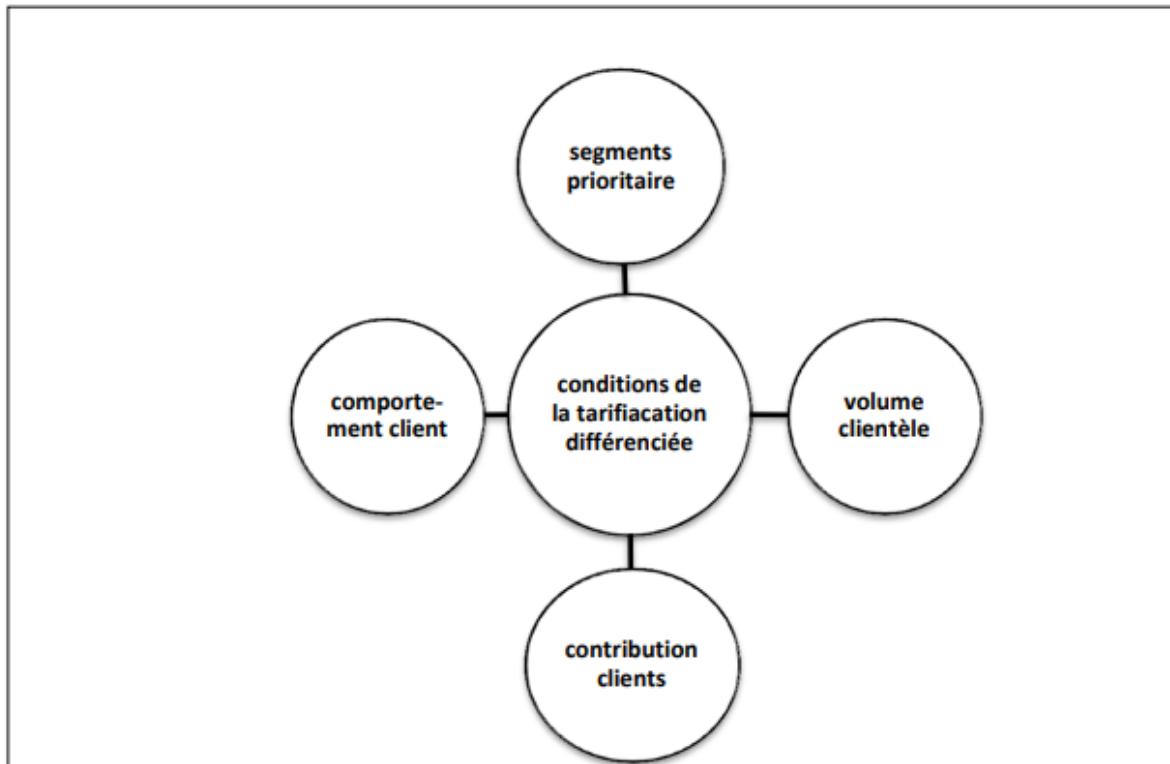 segments
prioritaire
comporte-
ment client
conditions de
la tarifiacation
différenciée
volume
clientèle
contribution
clients